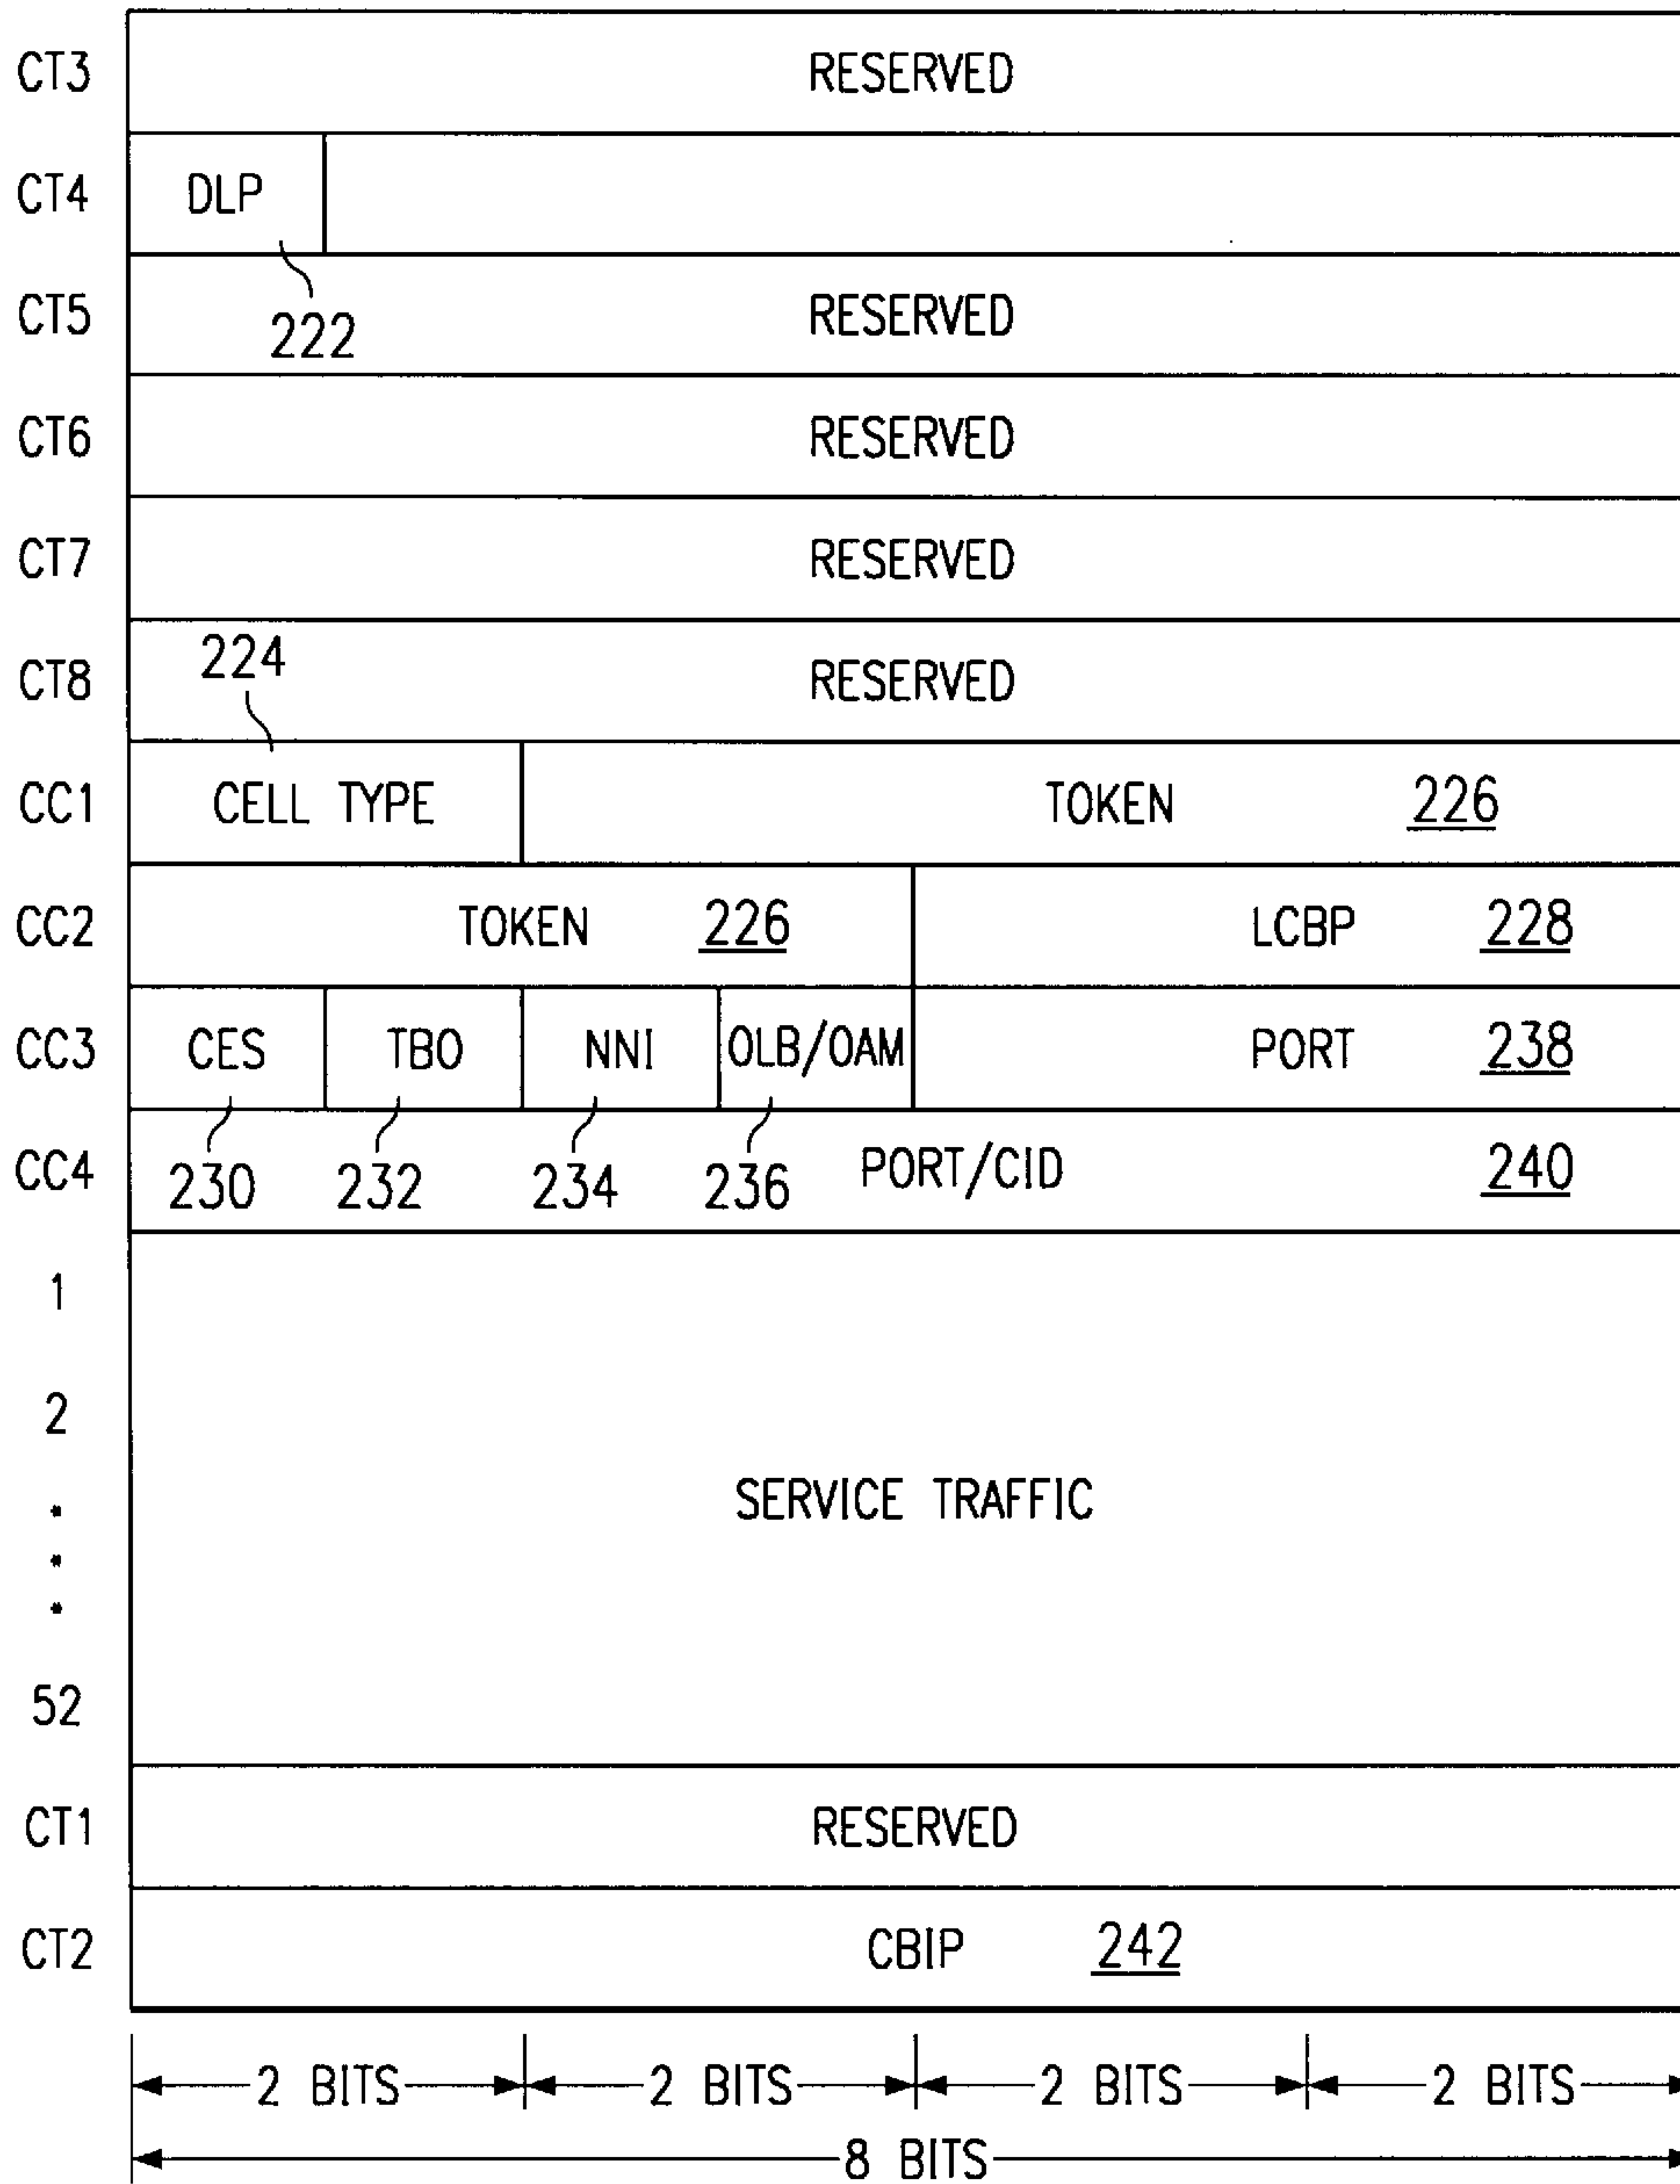 CT3 RESERVED
CT4 DLP
222
CT5 RESERVED
CT6 RESERVED
CT7 RESERVED
224
CT8 RESERVED
CC1 CELL TYPE TOKEN 226
CC2 TOKEN 226 LCBP 228
CC3 CES TBO NNI OLB/OAM PORT 238
CC4 230 232 234 236 PORT/CID 240
1
2
SERVICE TRAFFIC
52
CT1 RESERVED
CT2 CBIP 242
2 BITS 2 BITS 2 BITS 2 BITS
8 BITS